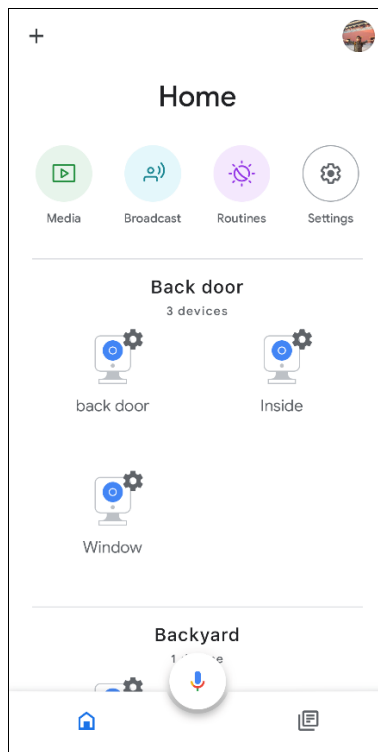 Home
Media Broadcast Routines Settings
Back door
3 devices
back door Inside
Window
Backyard